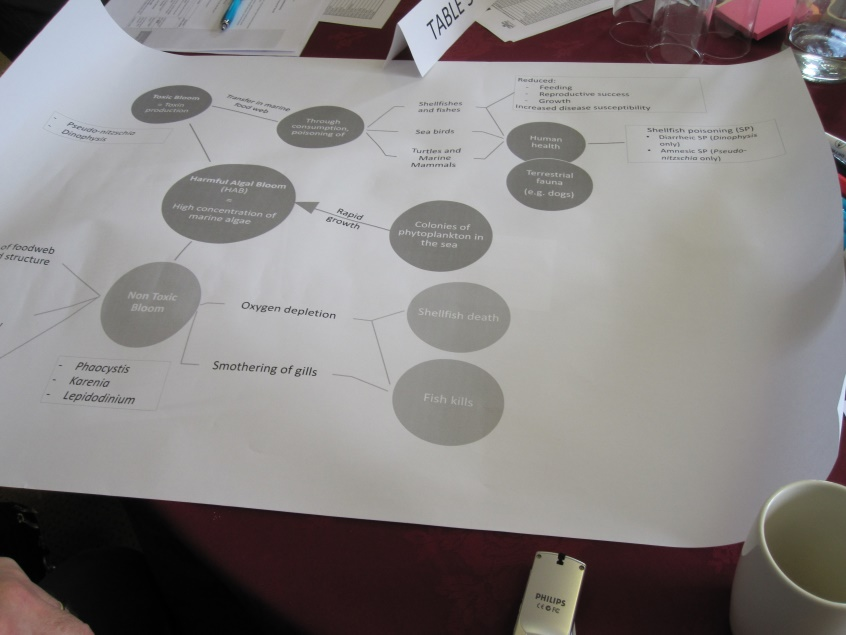 TABLE
Toxic Bloom
= Toxin
production
Transfer in marine
food web
- Pseudo-nitzschia
Dinophysis
Through
consumption,
poisoning of
Shellfishes
and fishes
Sea birds
Turtles and
Marine
Mammals
Reduced:
- Feeding
- Reproductive success
- Growth
Increased disease susceptibility
Human
health
Terrestrial
fauna
(e.g. dogs)
Shellfish poisoning (SP)
• Diarrheic SP (Dinophysis
only)
• Amnesic SP (Pseudo-
nitzschia only)
Harmful Algal Bloom
(HAB)
=
High concentration of
marine algae
Rapid
growth
Colonies of
phytoplankton in
the sea
of foodweb
structure
Non Toxic
Bloom
Oxygen depletion
Smothering of gills
Shellfish death
Fish kills
- Phaocystis
- Karenia
- Lepidodinium
PHILIPS